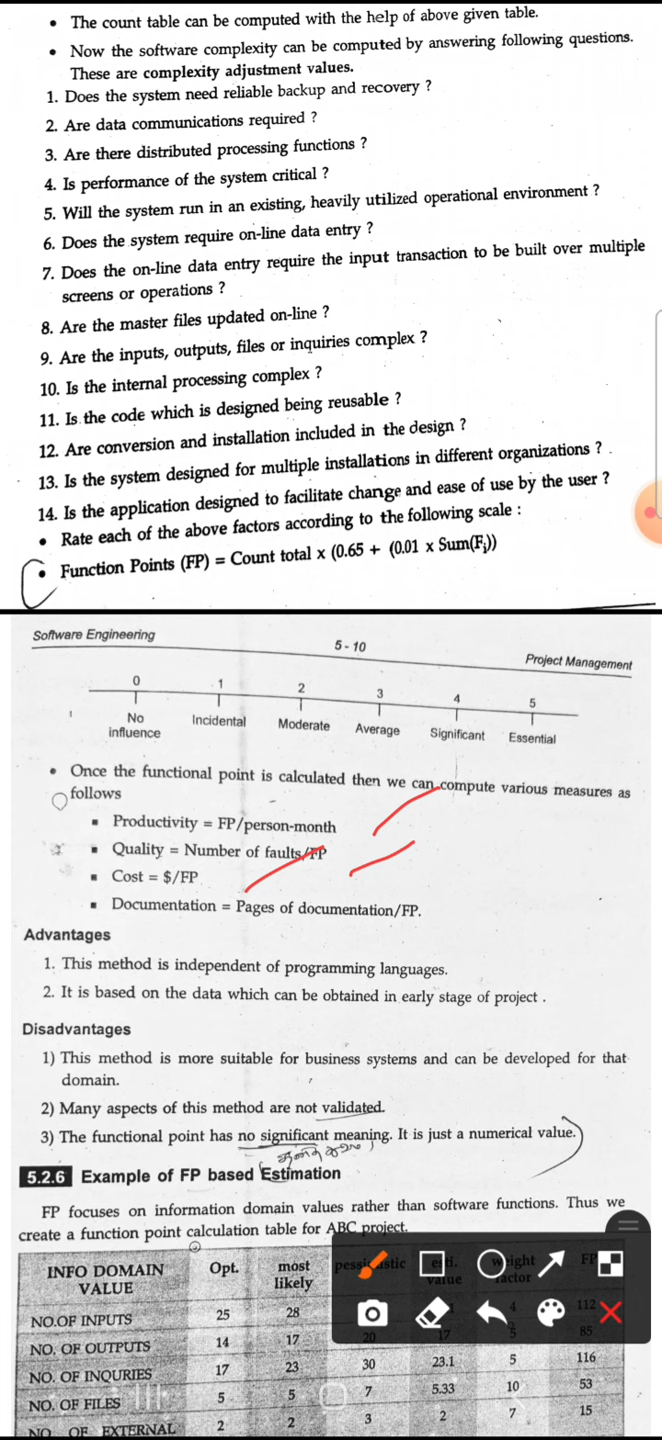 • The count table can be computed with the help of above given table.
• Now the software complexity can be computed by answering following questions.
These are complexity adjustment values.
1. Does the system need reliable backup and recovery ?
2. Are data communications required ?
3. Are there distributed processing functions ?
4. Is performance of the system critical ?
5. Will the system run in an existing, heavily utilized operational environment ?
6. Does the system require on-line data entry ?
7. Does the on-line data entry require the input transaction to be built over multiple
screens or operations ?
8. Are the master files updated on-line ?
9. Are the inputs, outputs, files or inquiries complex ?
10. Is the internal processing complex ?
11. Is the code which is designed being reusable ?
12. Are conversion and installation included in the design ?
13. Is the system designed for multiple installations in different organizations ?
14. Is the application designed to facilitate change and ease of use by the user ?
• Rate each of the above factors according to the following scale :
• Function Points (FP) = Count total x (0.65 + (0.01 x Sum(Fi))
Software Engineering 5 - 10 Project Management
0 1 2 3 4 5
No influence Incidental Moderate Average Significant Essential
• Once the functional point is calculated then we can compute various measures as
follows
▪ Productivity = FP/person-month
▪ Quality = Number of faults/FP
▪ Cost = $/FP
▪ Documentation = Pages of documentation/FP.
Advantages
1. This method is independent of programming languages.
2. It is based on the data which can be obtained in early stage of project .
Disadvantages
1) This method is more suitable for business systems and can be developed for that
domain.
2) Many aspects of this method are not validated.
3) The functional point has no significant meaning. It is just a numerical value.
5.2.6 Example of FP based Estimation
FP focuses on information domain values rather than software functions. Thus we
create a function point calculation table for ABC project.
INFO DOMAIN VALUE Opt. most likely esti. value FP
NO.OF INPUTS 25 28 4 112
NO. OF OUTPUTS 14 17 20 17 5 85
NO. OF INQURIES 17 23 30 23.1 5 116
NO. OF FILES 5 5 7 5.33 10 53
NO. OF EXTERNAL 2 2 3 2 7 15